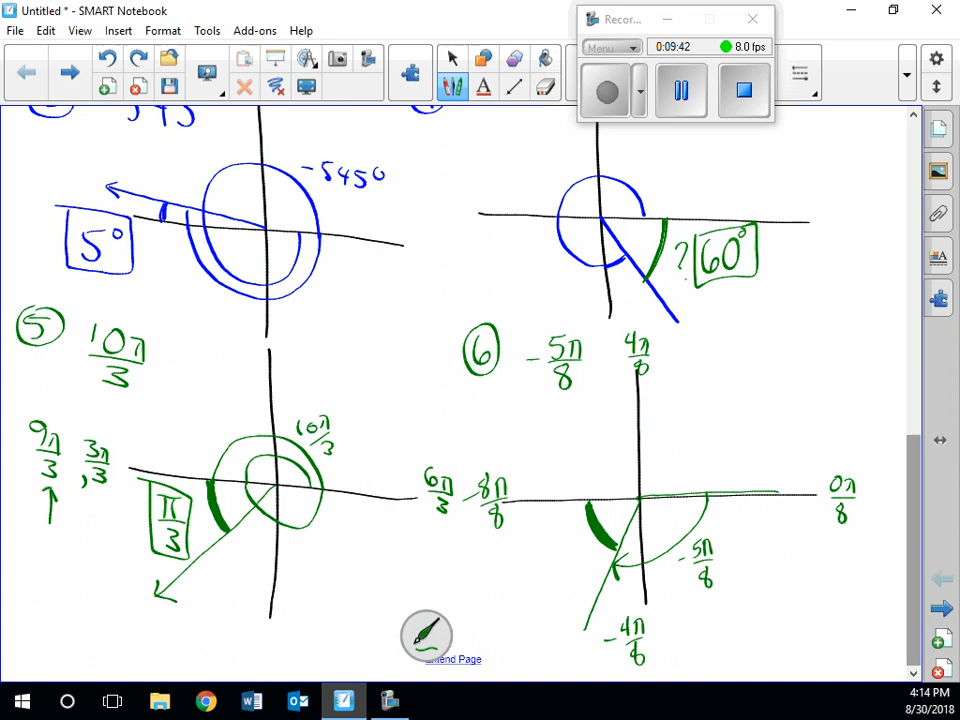 Untitled * - SMART Notebook
File Edit View Insert Format Tools Add-ons Help
Recor...
Menu
0:09:42
8.0 fps
-545°
5°
? 60°
5
10π/3
6
-5π/8
4π/8
9π/3, 3π/3
10π/3
π/3
6π/3
-8π/8
0π/8
-5π/8
-4π/8
Extend Page
4:14 PM
8/30/2018